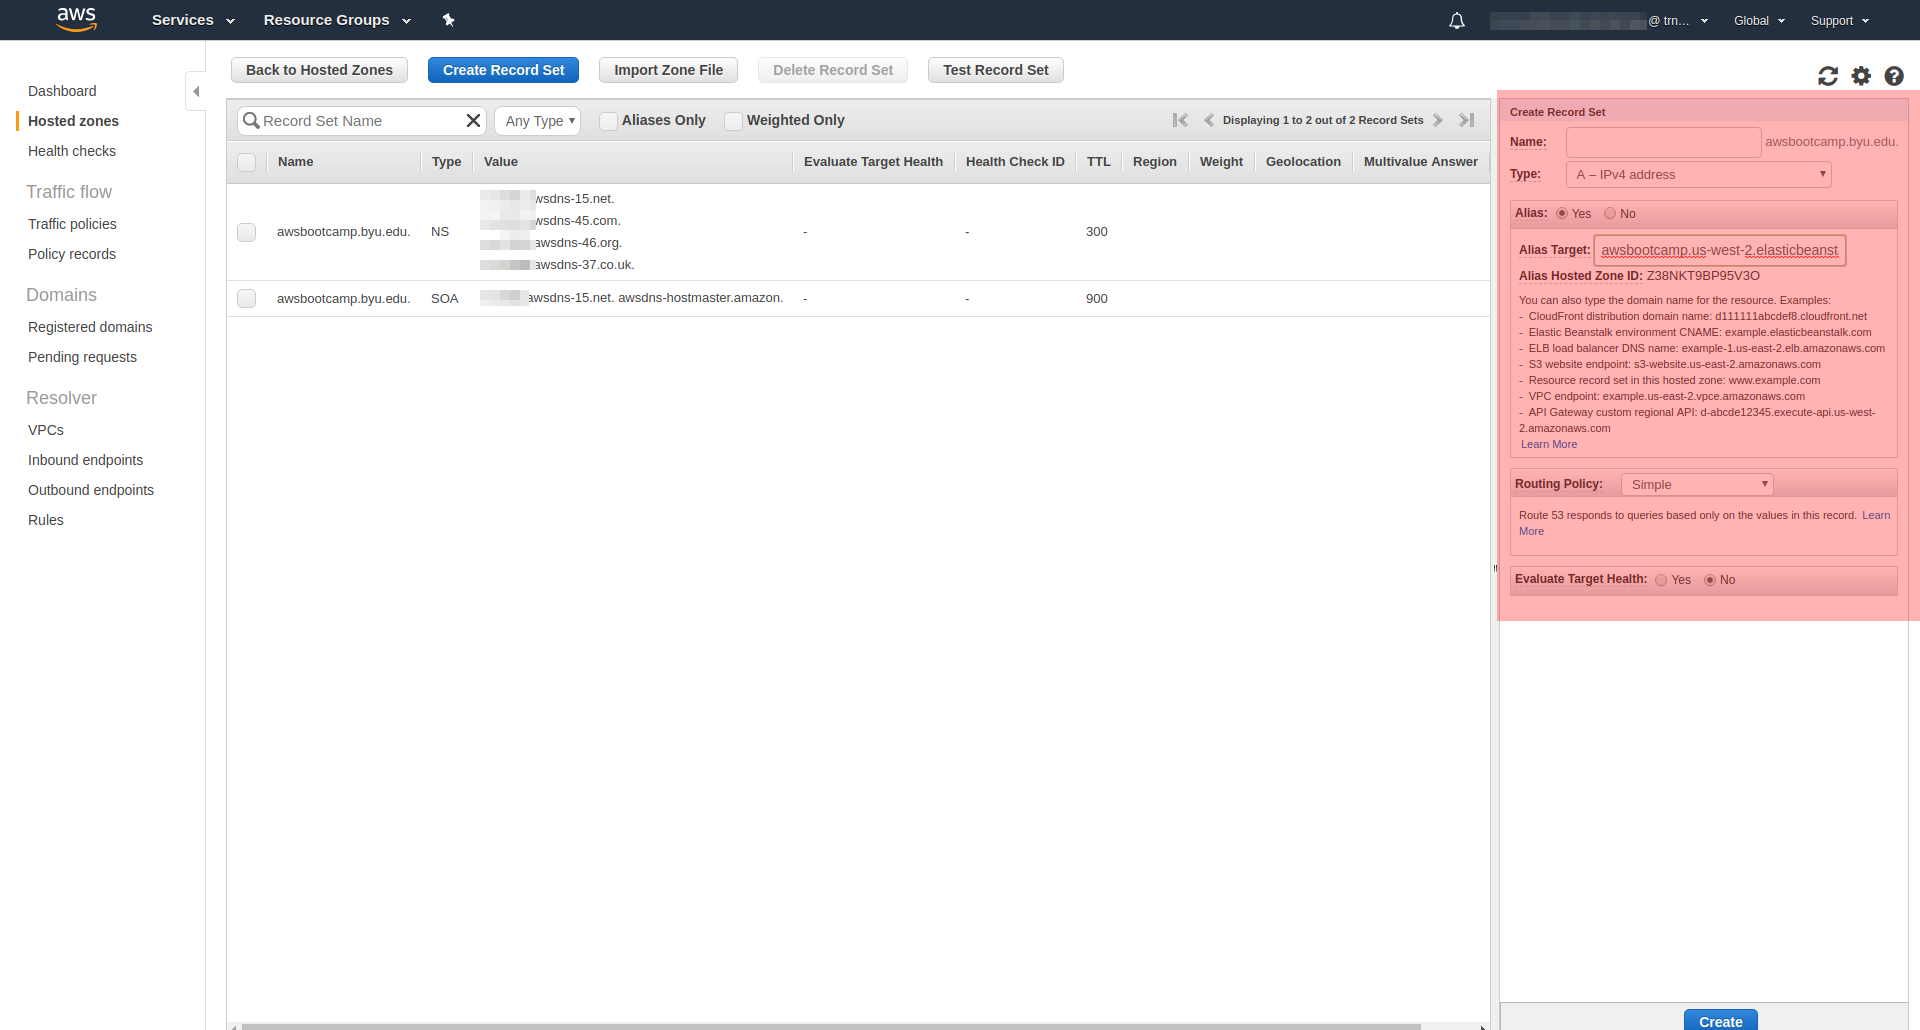 aws Services Resource Groups @ trn... Global Support
Back to Hosted Zones Create Record Set Import Zone File Delete Record Set Test Record Set
Dashboard
Hosted zones
Health checks
Traffic flow
Traffic policies
Policy records
Domains
Registered domains
Pending requests
Resolver
VPCs
Inbound endpoints
Outbound endpoints
Rules
Record Set Name Any Type Aliases Only Weighted Only Displaying 1 to 2 out of 2 Record Sets
Name Type Value Evaluate Target Health Health Check ID TTL Region Weight Geolocation Multivalue Answer
awsbootcamp.byu.edu. NS - - 300
wsdns-15.net.
wsdns-45.com.
awsdns-46.org.
awsdns-37.co.uk.
awsbootcamp.byu.edu. SOA awsdns-15.net. awsdns-hostmaster.amazon. - - 900
Create Record Set
Name: awsbootcamp.byu.edu.
Type: A – IPv4 address
Alias: Yes No
Alias Target: awsbootcamp.us-west-2.elasticbeanst
Alias Hosted Zone ID: Z38NKT9BP95V3O
You can also type the domain name for the resource. Examples:
- CloudFront distribution domain name: d111111abcdef8.cloudfront.net
- Elastic Beanstalk environment CNAME: example.elasticbeanstalk.com
- ELB load balancer DNS name: example-1.us-east-2.elb.amazonaws.com
- S3 website endpoint: s3-website.us-east-2.amazonaws.com
- Resource record set in this hosted zone: www.example.com
- VPC endpoint: example.us-east-2.vpce.amazonaws.com
- API Gateway custom regional API: d-abcde12345.execute-api.us-west-
2.amazonaws.com
Learn More
Routing Policy: Simple
Route 53 responds to queries based only on the values in this record. Learn
More
Evaluate Target Health: Yes No
Create